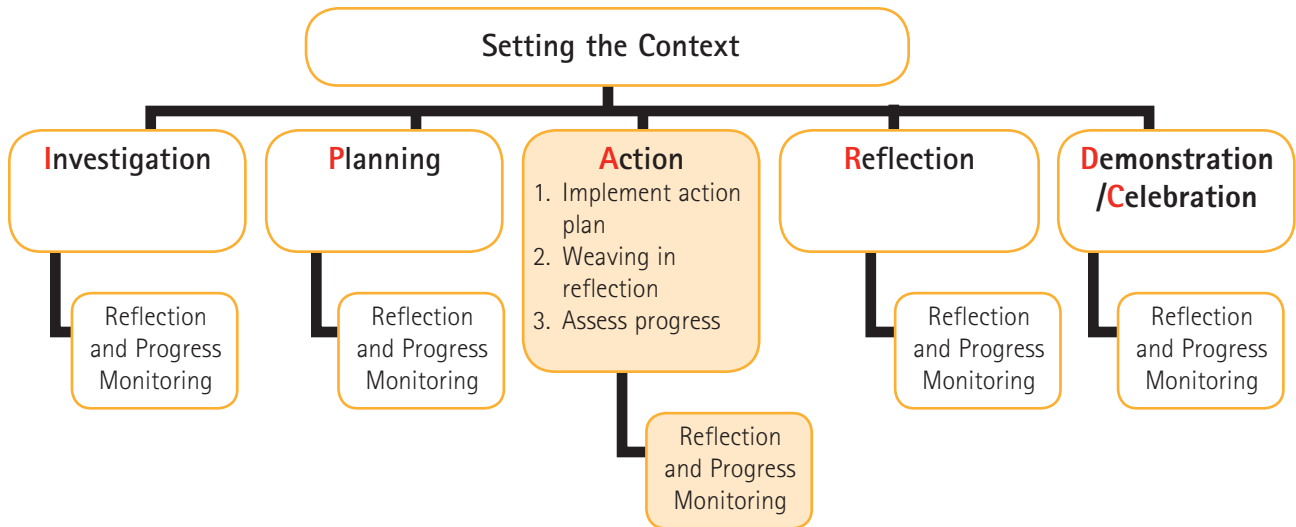 Setting the Context
Investigation
Planning
Action
1. Implement action
plan
2. Weaving in
reflection
3. Assess progress
Reflection
Demonstration
/Celebration
Reflection
and Progress
Monitoring
Reflection
and Progress
Monitoring
Reflection
and Progress
Monitoring
Reflection
and Progress
Monitoring
Reflection
and Progress
Monitoring